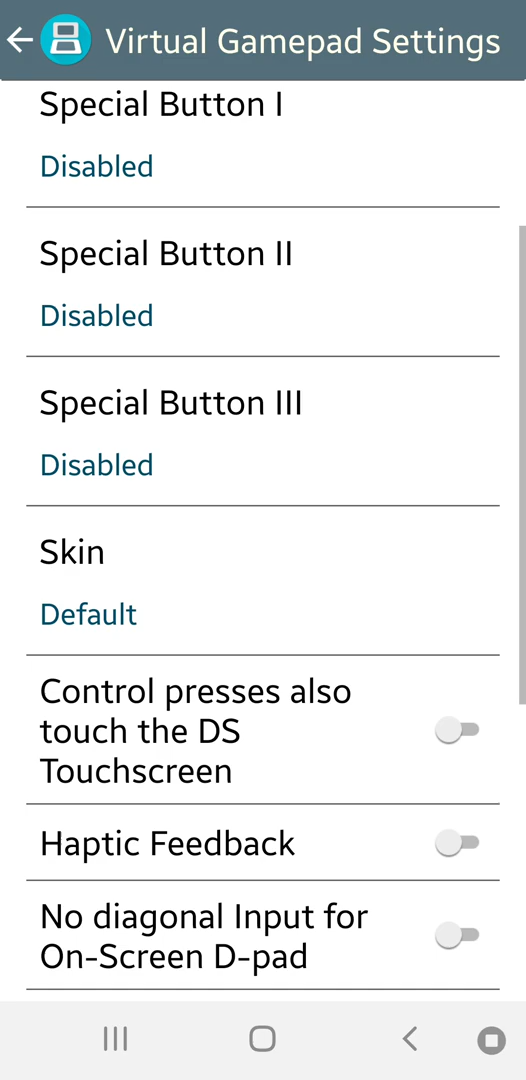 Virtual Gamepad Settings
Special Button I
Disabled
Special Button II
Disabled
Special Button III
Disabled
Skin
Default
Control presses also
touch the DS
Touchscreen
Haptic Feedback
No diagonal Input for
On-Screen D-pad